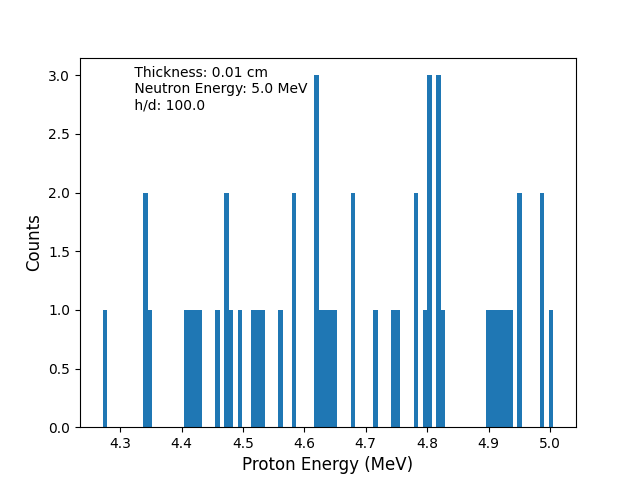 Thickness: 0.01 cm
Neutron Energy: 5.0 MeV
h/d: 100.0
3.0
2.5
2.0
1.5
1.0
0.5
0.0
Counts
4.3 4.4 4.5 4.6 4.7 4.8 4.9 5.0
Proton Energy (MeV)